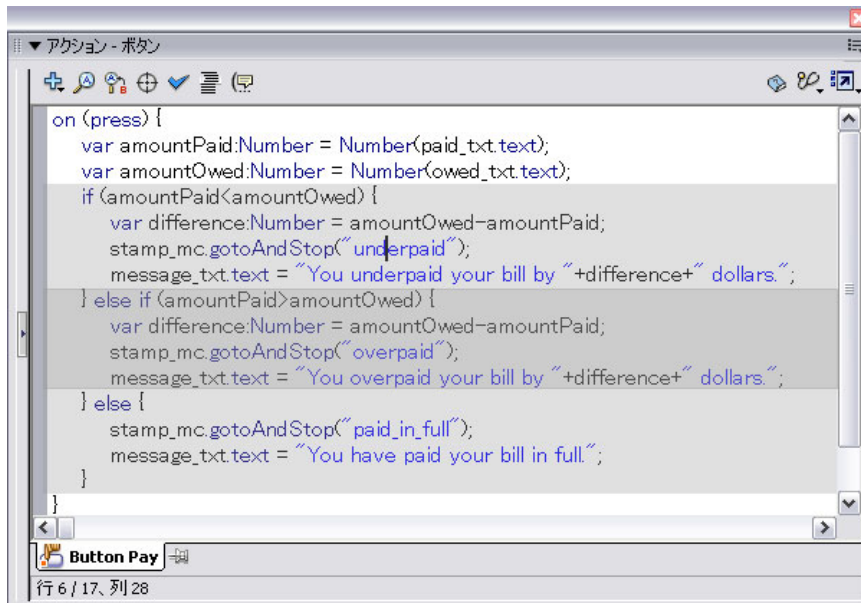 アクション - ボタン
on (press) {
var amountPaid:Number = Number(paid_txt.text);
var amountOwed:Number = Number(owed_txt.text);
if (amountPaid<amountOwed) {
var difference:Number = amountOwed-amountPaid;
stamp_mc.gotoAndStop("underpaid");
message_txt.text = "You underpaid your bill by "+difference+" dollars.";
} else if (amountPaid>amountOwed) {
var difference:Number = amountOwed-amountPaid;
stamp_mc.gotoAndStop("overpaid");
message_txt.text = "You overpaid your bill by "+difference+" dollars.";
} else {
stamp_mc.gotoAndStop("paid_in_full");
message_txt.text = "You have paid your bill in full.";
}
}
Button Pay
行 6 / 17、列 28